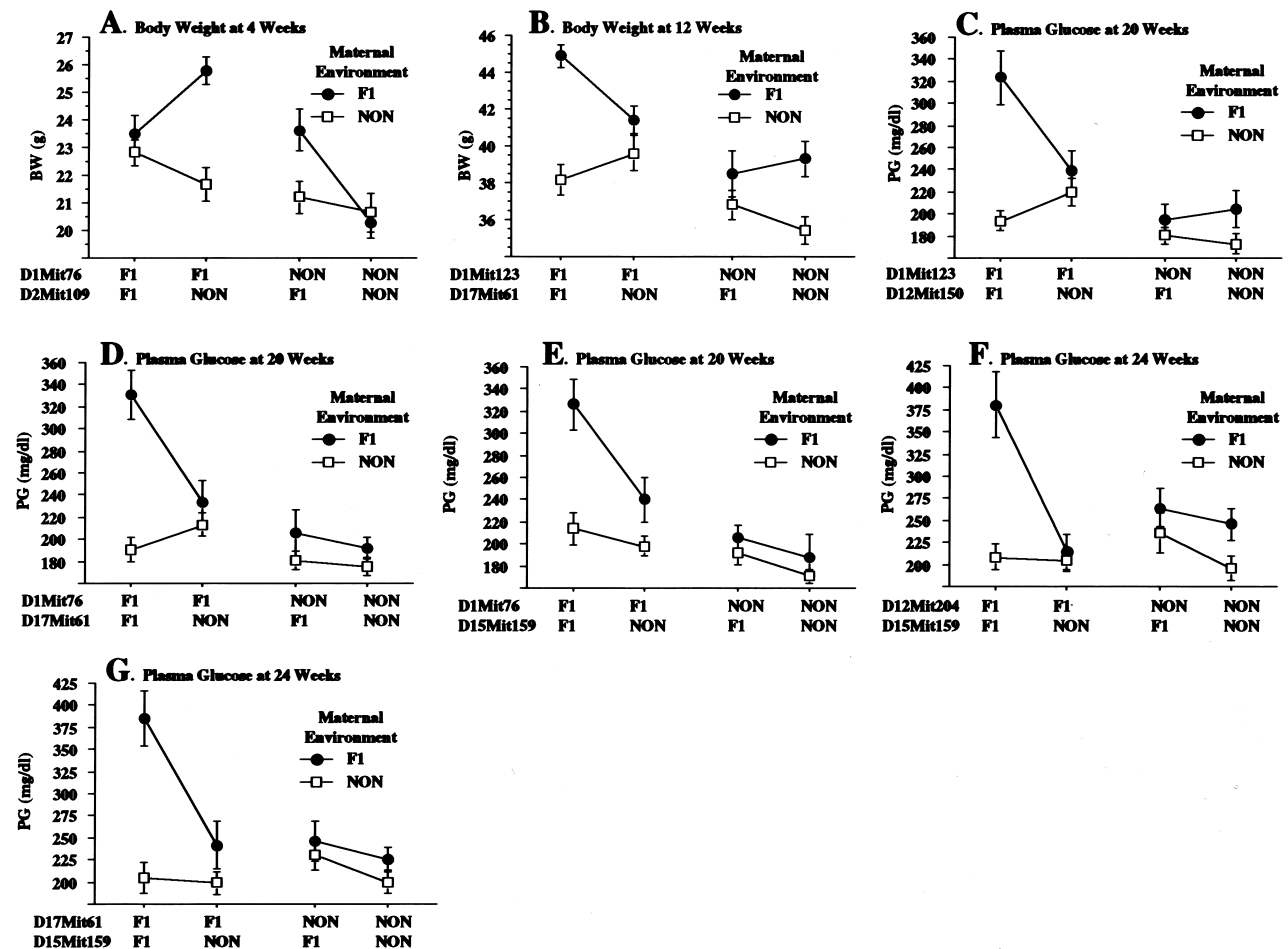 A. Body Weight at 4 Weeks
27
26
25
24
23
22
21
20
BW (g)
Maternal
Environment
F1
NON
D1Mit76 F1 F1 NON NON
D2Mit109 F1 NON F1 NON
B. Body Weight at 12 Weeks
46
44
42
40
38
36
BW (g)
Maternal
Environment
F1
NON
D1Mit123 F1 F1 NON NON
D17Mit61 F1 NON F1 NON
C. Plasma Glucose at 20 Weeks
360
340
320
300
280
260
240
220
200
180
PG (mg/dl)
Maternal
Environment
F1
NON
D1Mit123 F1 F1 NON NON
D12Mit150 F1 NON F1 NON
D. Plasma Glucose at 20 Weeks
360
340
320
300
280
260
240
220
200
180
PG (mg/dl)
Maternal
Environment
F1
NON
D1Mit76 F1 F1 NON NON
D17Mit61 F1 NON F1 NON
E. Plasma Glucose at 20 Weeks
360
340
320
300
280
260
240
220
200
180
PG (mg/dl)
Maternal
Environment
F1
NON
D1Mit76 F1 F1 NON NON
D15Mit159 F1 NON F1 NON
F. Plasma Glucose at 24 Weeks
425
400
375
350
325
300
275
250
225
200
PG (mg/dl)
Maternal
Environment
F1
NON
D12Mit204 F1 F1 NON NON
D15Mit159 F1 NON F1 NON
G. Plasma Glucose at 24 Weeks
425
400
375
350
325
300
275
250
225
200
PG (mg/dl)
Maternal
Environment
F1
NON
D17Mit61 F1 F1 NON NON
D15Mit159 F1 NON F1 NON